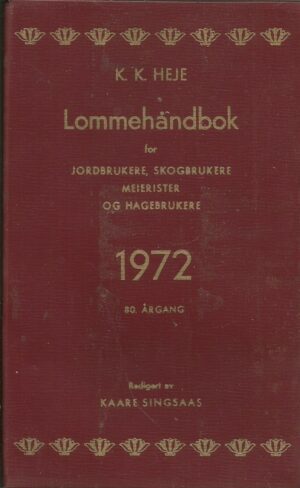 K. K. HEJE
Lommehåndbok
for
JORDBRUKERE, SKOGBRUKERE
MEIERISTER
OG HAGEBRUKERE
1972
80. ÅRGANG
Redigert av
KAARE SINGSAAS